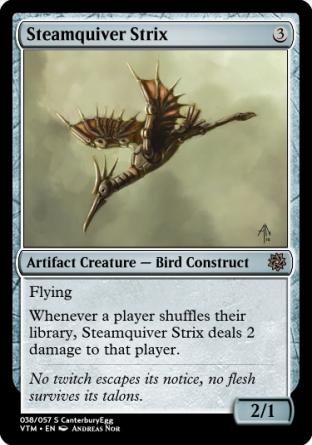 Steamquiver Strix 3
Artifact Creature — Bird Construct
Flying
Whenever a player shuffles their
library, Steamquiver Strix deals 2
damage to that player.
No twitch escapes its notice, no flesh
survives its talons.
2/1
038/057 S CanterburyEgg
VTM • EN Andreas Nor